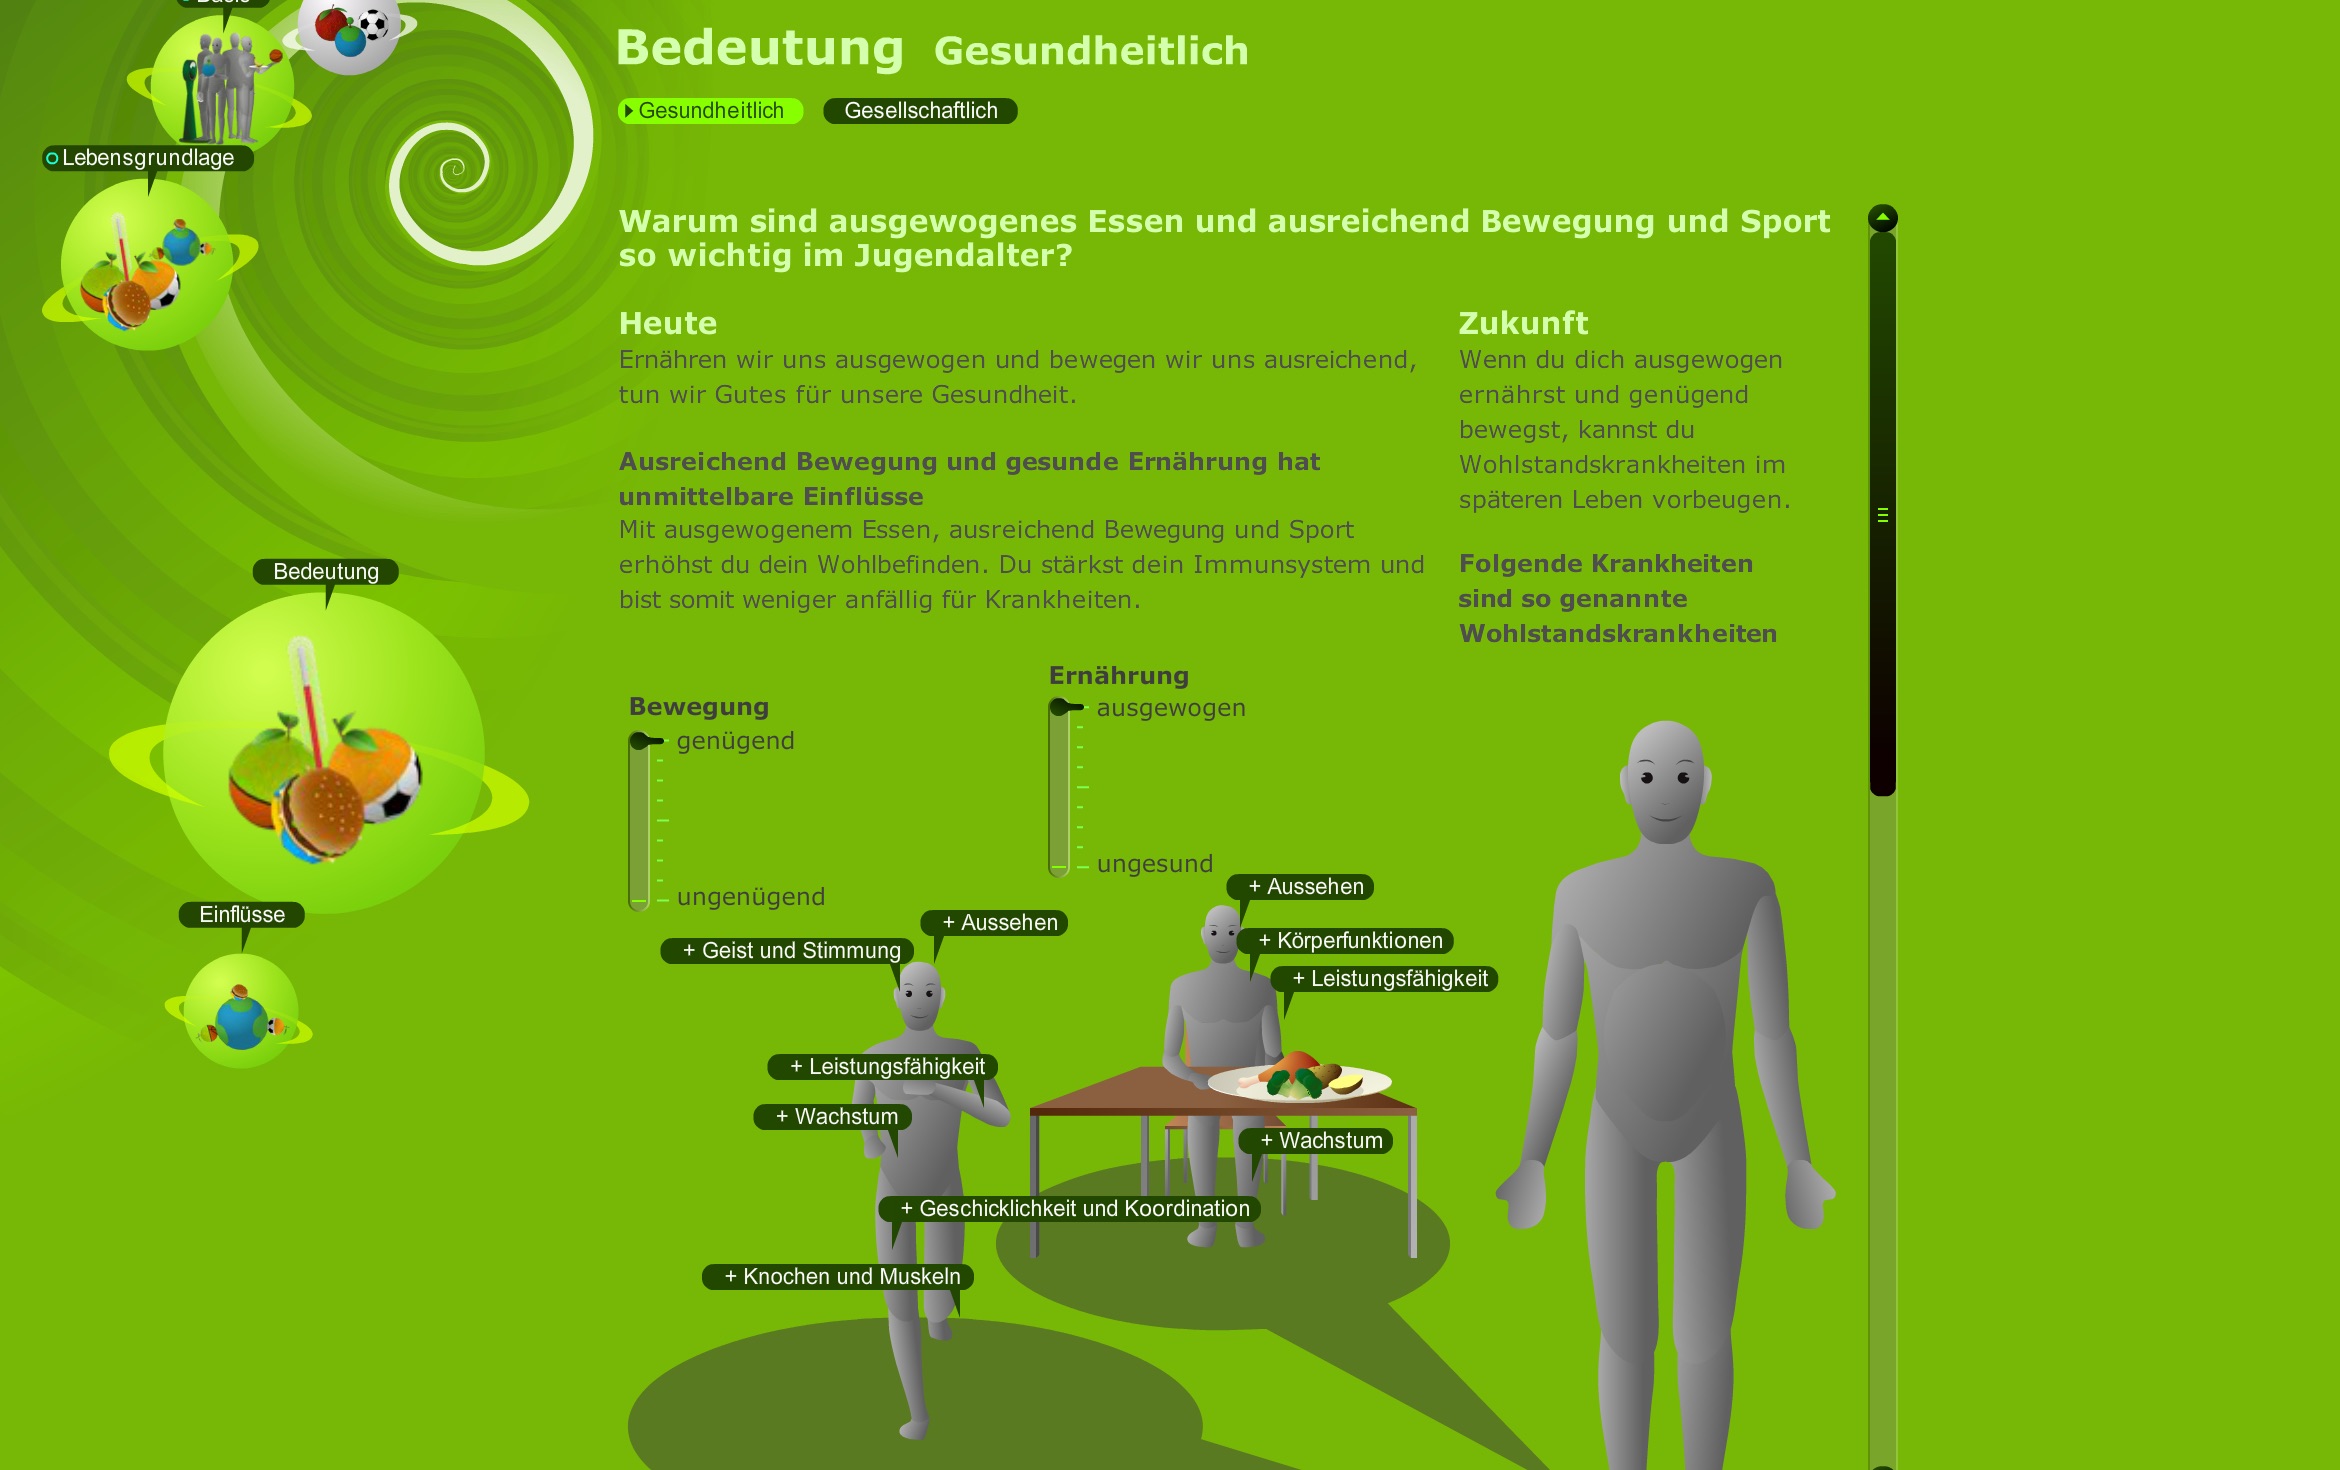 Basis
Lebensgrundlage
Bedeutung
Einflüsse
Bedeutung Gesundheitlich
Gesundheitlich
Gesellschaftlich
Warum sind ausgewogenes Essen und ausreichend Bewegung und Sport
so wichtig im Jugendalter?
Heute
Ernähren wir uns ausgewogen und bewegen wir uns ausreichend,
tun wir Gutes für unsere Gesundheit.
Ausreichend Bewegung und gesunde Ernährung hat
unmittelbare Einflüsse
Mit ausgewogenem Essen, ausreichend Bewegung und Sport
erhöhst du dein Wohlbefinden. Du stärkst dein Immunsystem und
bist somit weniger anfällig für Krankheiten.
Zukunft
Wenn du dich ausgewogen
ernährst und genügend
bewegst, kannst du
Wohlstandskrankheiten im
späteren Leben vorbeugen.
Folgende Krankheiten
sind so genannte
Wohlstandskrankheiten
Bewegung
genügend
ungenügend
Ernährung
ausgewogen
ungesund
+ Aussehen
+ Geist und Stimmung
+ Leistungsfähigkeit
+ Wachstum
+ Geschicklichkeit und Koordination
+ Knochen und Muskeln
+ Aussehen
+ Körperfunktionen
+ Leistungsfähigkeit
+ Wachstum